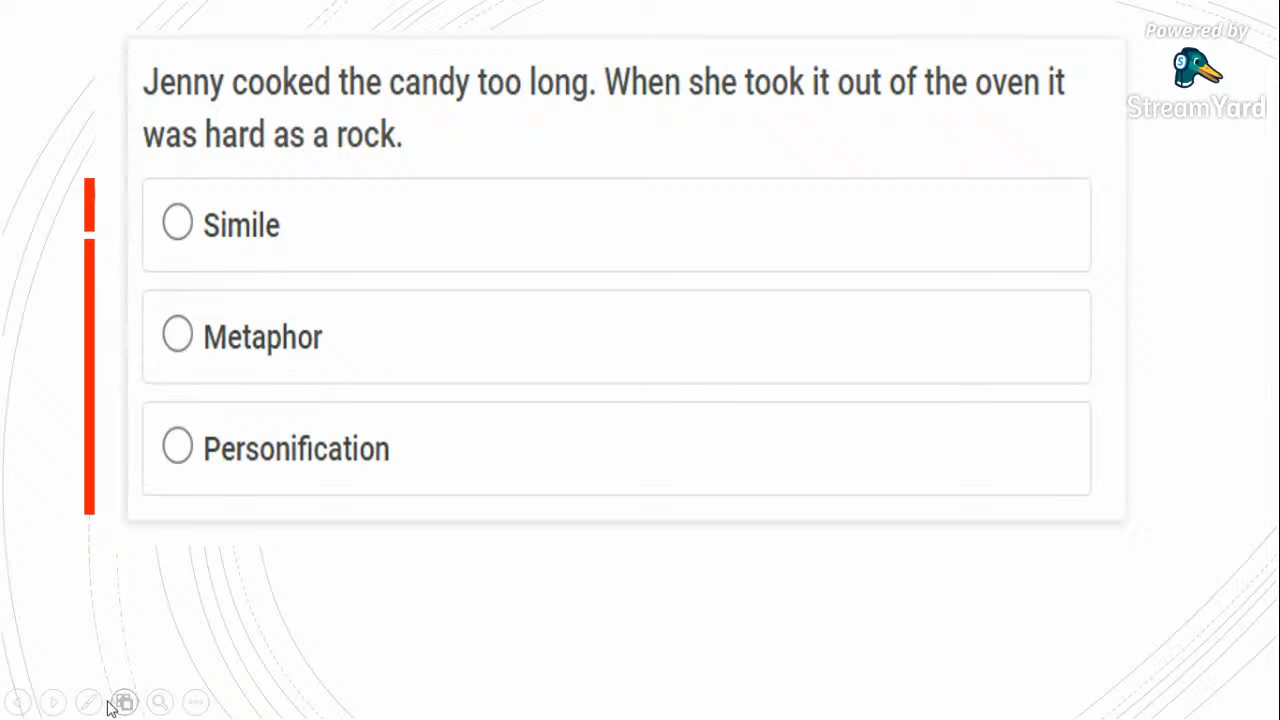 Powered by
StreamYard
Jenny cooked the candy too long. When she took it out of the oven it
was hard as a rock.
Simile
Metaphor
Personification